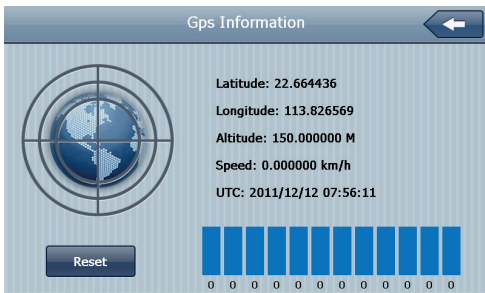 Gps Information
Latitude: 22.664436
Longitude: 113.826569
Altitude: 150.000000 M
Speed: 0.000000 km/h
UTC: 2011/12/12 07:56:11
Reset
0 0 0 0 0 0 0 0 0 0 0 0